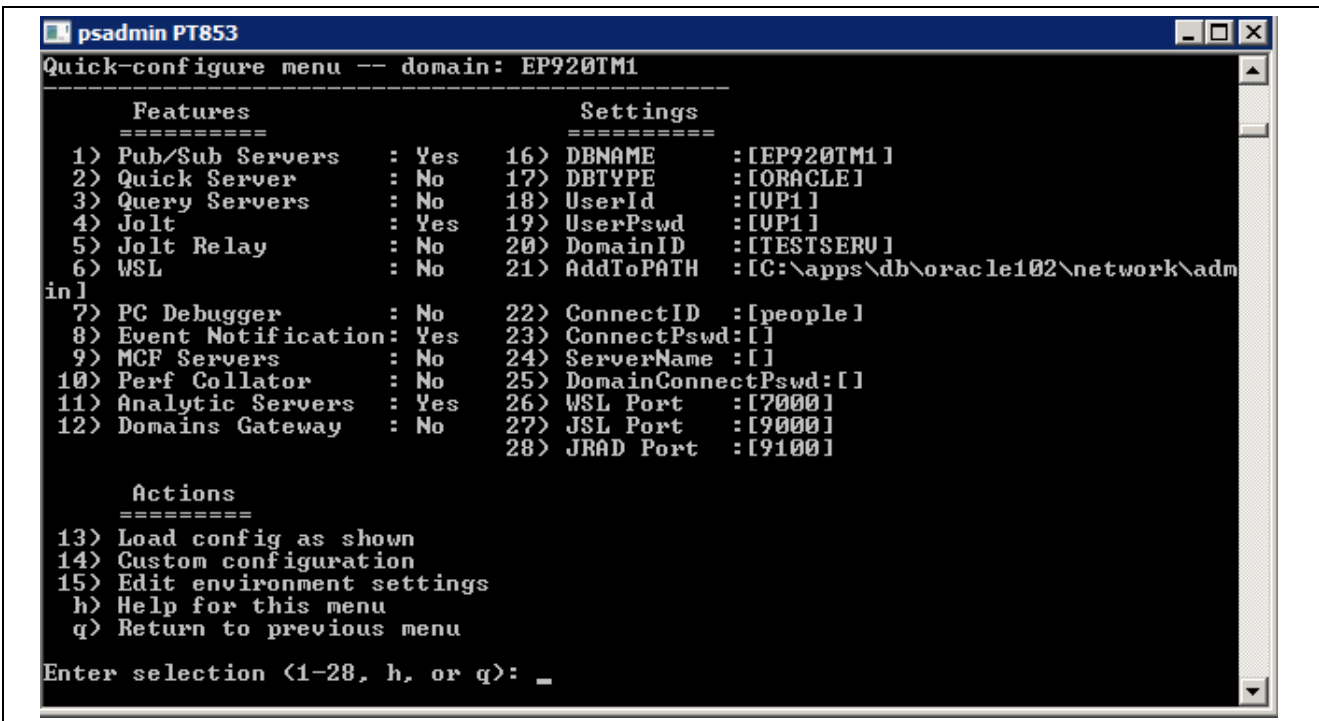 psadmin PT853
Quick-configure menu -- domain: EP920TM1
----------------------------------------------
Features Settings
========== ==========
1) Pub/Sub Servers : Yes 16) DBNAME :[EP920TM1]
2) Quick Server : No 17) DBTYPE :[ORACLE]
3) Query Servers : No 18) UserId :[VP1]
4) Jolt : Yes 19) UserPswd :[VP1]
5) Jolt Relay : No 20) DomainID :[TESTSERV]
6) WSL : No 21) AddToPATH :[C:\apps\db\oracle102\network\adm
in]
7) PC Debugger : No 22) ConnectID :[people]
8) Event Notification: Yes 23) ConnectPswd:[]
9) MCF Servers : No 24) ServerName :[]
10) Perf Collator : No 25) DomainConnectPswd:[]
11) Analytic Servers : Yes 26) WSL Port :[7000]
12) Domains Gateway : No 27) JSL Port :[9000]
28) JRAD Port :[9100]
Actions
=========
13) Load config as shown
14) Custom configuration
15) Edit environment settings
h) Help for this menu
q) Return to previous menu
Enter selection (1-28, h, or q): _